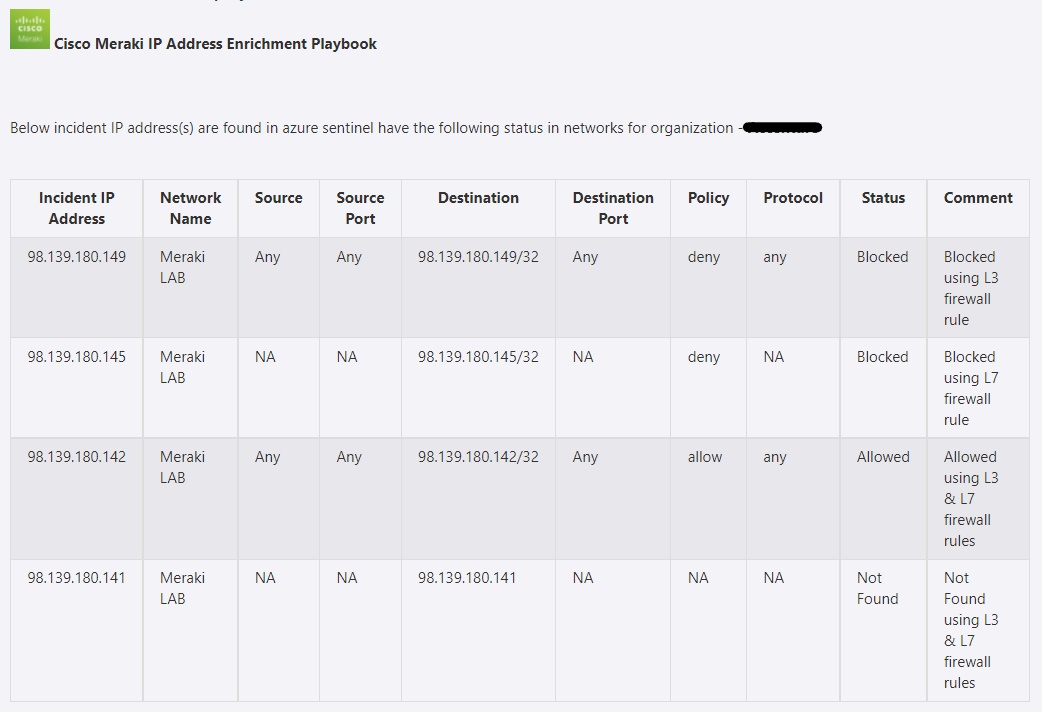 CISCO
Meraki
Cisco Meraki IP Address Enrichment Playbook
Below incident IP address(s) are found in azure sentinel have the following status in networks for organization -
Incident IP Address Network Name Source Source Port Destination Destination Port Policy Protocol Status Comment
98.139.180.149 Meraki LAB Any Any 98.139.180.149/32 Any deny any Blocked Blocked using L3 firewall rule
98.139.180.145 Meraki LAB NA NA 98.139.180.145/32 NA deny NA Blocked Blocked using L7 firewall rule
98.139.180.142 Meraki LAB Any Any 98.139.180.142/32 Any allow any Allowed Allowed using L3 & L7 firewall rules
98.139.180.141 Meraki LAB NA NA 98.139.180.141 NA NA NA Not Found Not Found using L3 & L7 firewall rules